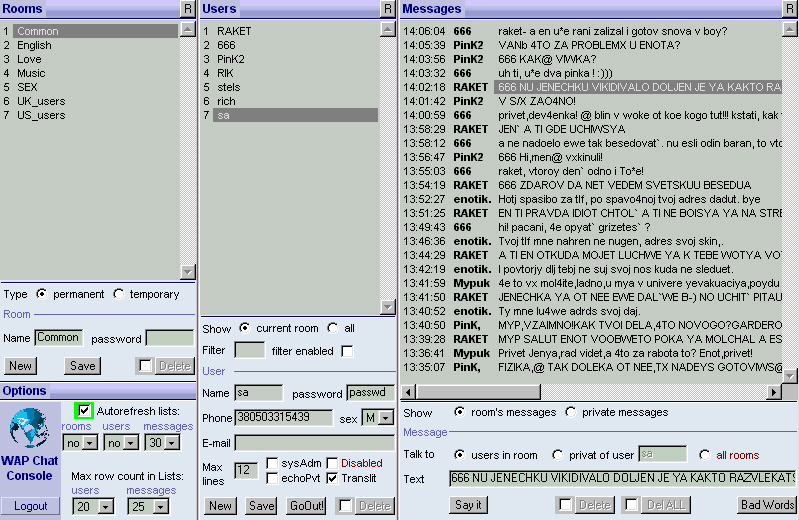 Rooms R
1 Common
2 English
3 Love
4 Music
5 SEX
6 UK_users
7 US_users
Type permanent temporary
Room
Name Common password
New Save Delete
Options
Autorefresh lists:
rooms users messages
no no 30
WAP Chat
Console
Max row count in Lists:
users messages
20 25
Logout
Users R
1 RAKET
2 666
3 PinK2
4 RIK
5 stels
6 rich
7 sa
Show current room all
Filter filter enabled
User
Name sa password passwd
Phone 380503315439 sex M
E-mail
Max lines 12 sysAdm Disabled
echoPvt Translit
New Save GoOut! Delete
Messages R
14:06:04 666 raket- a en u*e rani zalizal i gotov snova v boy?
14:05:39 PinK2 VANb 4TO ZA PROBLEMX U ENOTA?
14:03:56 PinK2 666 KAK@ VIWKA?
14:03:32 666 uh ti, u*e dva pinka ! :)))
14:02:18 RAKET 666 NU JENECHKU VIKIDIVALO DOLJEN JE YA KAKTO RAZ
14:01:42 PinK2 V S/X ZAO4NO!
14:00:59 666 privet,dev4enka! @ blin v woke ot koe kogo tut!!! kstati, kak
13:58:29 RAKET JEN` A TI GDE UCHWSYA
13:58:12 666 a ne nadoelo ewe tak besedovat`. nu esli odin baran, to vto
13:56:47 PinK2 666 Hi,men@ vxkinuli!
13:55:03 666 raket, vtoroy den` odno i To*e!
13:54:19 RAKET 666 ZDAROV DA NET VEDEM SVETSKUU BESEDUA
13:52:27 enotik. Hotj spasibo za tlf, po spavo4noj tvoj adres dadut. bye
13:51:25 RAKET EN TI PRAVDA IDIOT CHTOL` A TI NE BOISYA YA NA STRE
13:49:43 666 hi! pacani, 4e opyat` grizetes` ?
13:46:36 enotik. Tvoj tlf mne nahren ne nugen, adres svoj skin,.
13:44:29 RAKET A TI EN OTKUDA MOJET LUCHWE YA K TEBE WOTYA VOT
13:42:19 enotik. I povtorjy dlj tebj ne suj svoj nos kuda ne sleduet.
13:41:59 Mypuk 4e to vx mol4ite,ladno,u mya v univere yevakuaciya,poydu
13:41:50 RAKET JENECHKA YA OT NEE EWE DAL`WE B-) NO UCHIT` PITAU
13:40:52 enotik. Ty mne lu4we adrds svoj daj.
13:40:50 PinK, MYP,VZAIMNO!KAK TVOI DELA,4TO NOVOGO?GARDERO
13:39:28 RAKET MYP SALUT ENOT VOOBWETO POKA YA MOLCHAL A ES
13:36:41 Mypuk Privet Jenya,rad videt,a 4to za rabota to? Enot,privet!
13:35:07 PinK, FIZIKA,@ TAK DOLEKA OT NEE,TX NADEYS GOTOVIWS@
Show room's messages private messages
Message
Talk to users in room privat of user sa all rooms
Text 666 NU JENECHKU VIKIDIVALO DOLJEN JE YA KAKTO RAZVLEKATS
Say it Delete Del ALL Bad Words